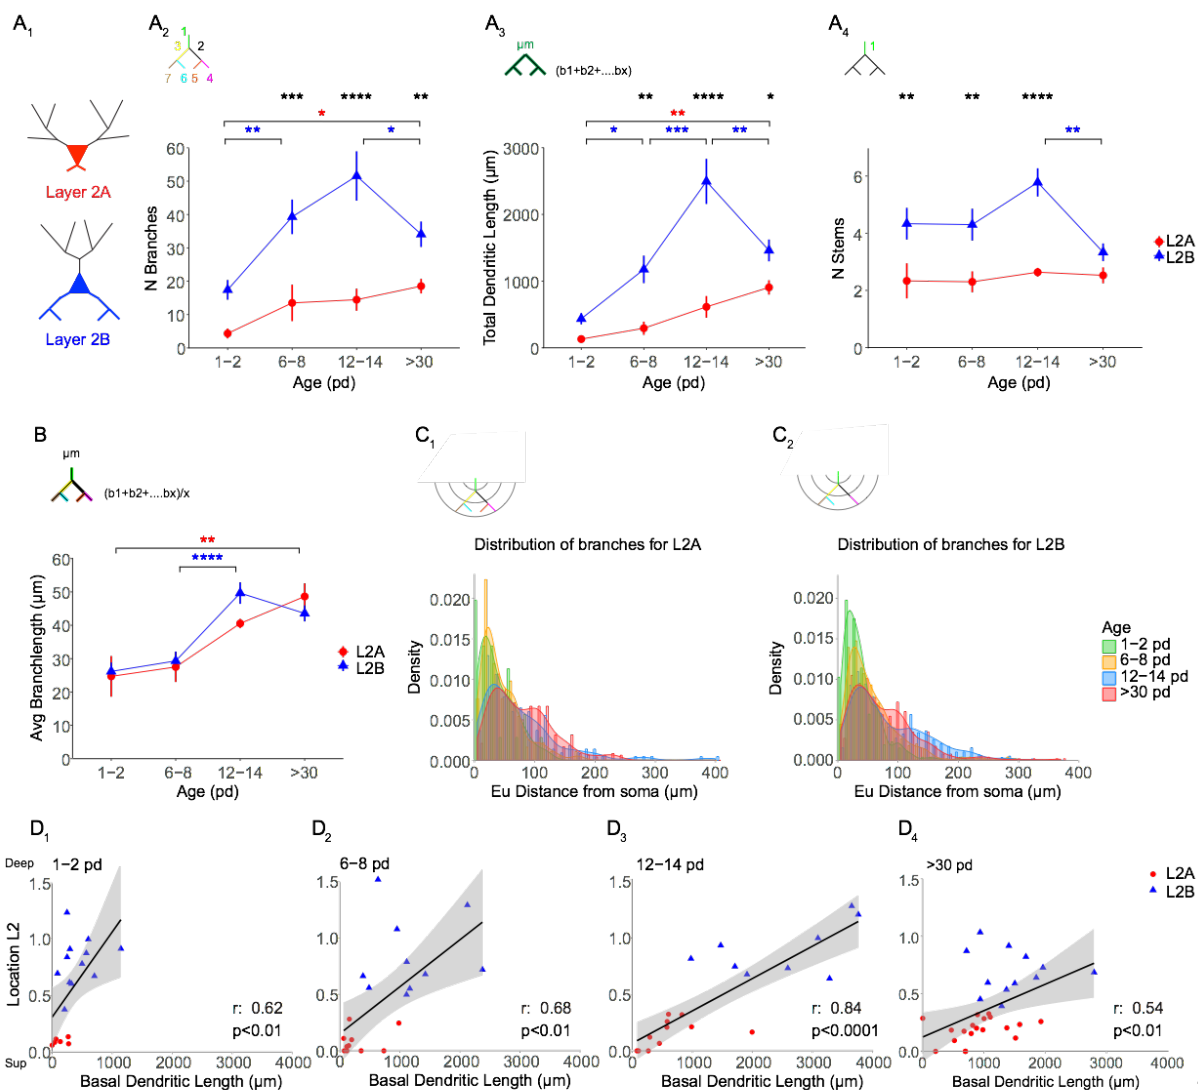 A1
A2
A3
A4
1
3 2
7 6 5 4
µm
(b1+b2+....bx)
1
*** **** **
*
** *
** **** *
**
* *** **
** ** ****
**
Layer 2A
Layer 2B
N Branches
60
50
40
30
20
10
0
1−2 6−8 12−14 >30
Age (pd)
Total Dendritic Length (µm)
3000
2000
1000
0
1−2 6−8 12−14 >30
Age (pd)
N Stems
6
4
2
0
1−2 6−8 12−14 >30
Age (pd)
L2A
L2B
B
µm
(b1+b2+....bx)/x
**
****
Avg Branchlength (µm)
60
50
40
30
20
10
0
1−2 6−8 12−14 >30
Age (pd)
L2A
L2B
C1
Distribution of branches for L2A
Density
0.020
0.015
0.010
0.005
0.000
0 100 200 300 400
Eu Distance from soma (µm)
C2
Distribution of branches for L2B
Density
0.020
0.015
0.010
0.005
0.000
0 100 200 300 400
Eu Distance from soma (µm)
Age
1−2 pd
6−8 pd
12−14 pd
>30 pd
D1
Deep
1−2 pd
Location L2
1.5
1.0
0.5
0.0
Sup
r: 0.62
p<0.01
0 1000 2000 3000 4000
Basal Dendritic Length (µm)
D2
6−8 pd
1.5
1.0
0.5
0.0
r: 0.68
p<0.01
0 1000 2000 3000 4000
Basal Dendritic Length (µm)
D3
12−14 pd
1.5
1.0
0.5
0.0
r: 0.84
p<0.0001
0 1000 2000 3000 4000
Basal Dendritic Length (µm)
D4
>30 pd
1.5
1.0
0.5
0.0
r: 0.54
p<0.01
0 1000 2000 3000 4000
Basal Dendritic Length (µm)
L2A
L2B